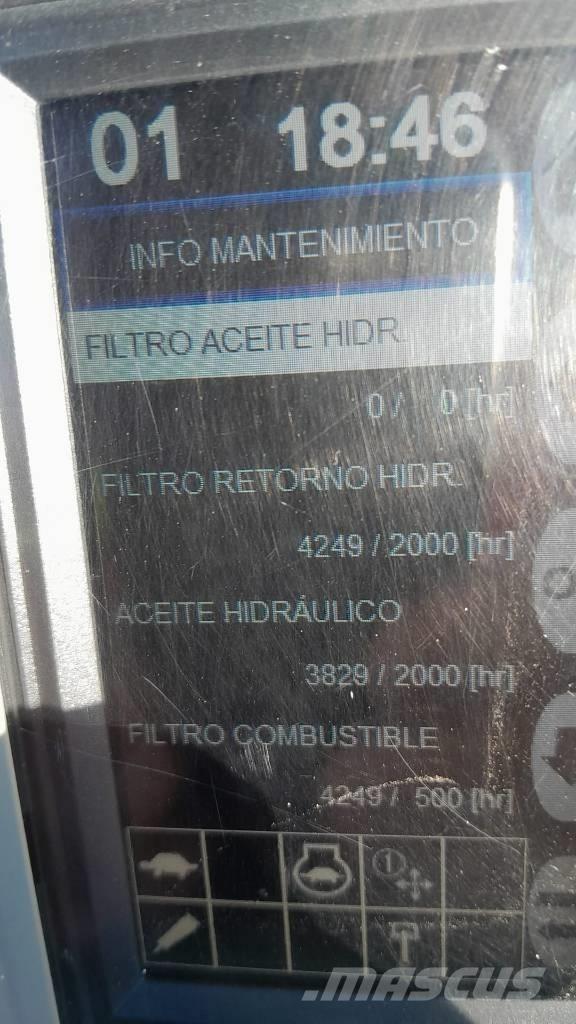 01 18:46
INFO MANTENIMIENTO
FILTRO ACEITE HIDR.
0 / 0 [hr]
FILTRO RETORNO HIDR.
4249 / 2000 [hr]
ACEITE HIDRÁULICO
3829 / 2000 [hr]
FILTRO COMBUSTIBLE
4249 / 500 [hr]
1
MASCUS